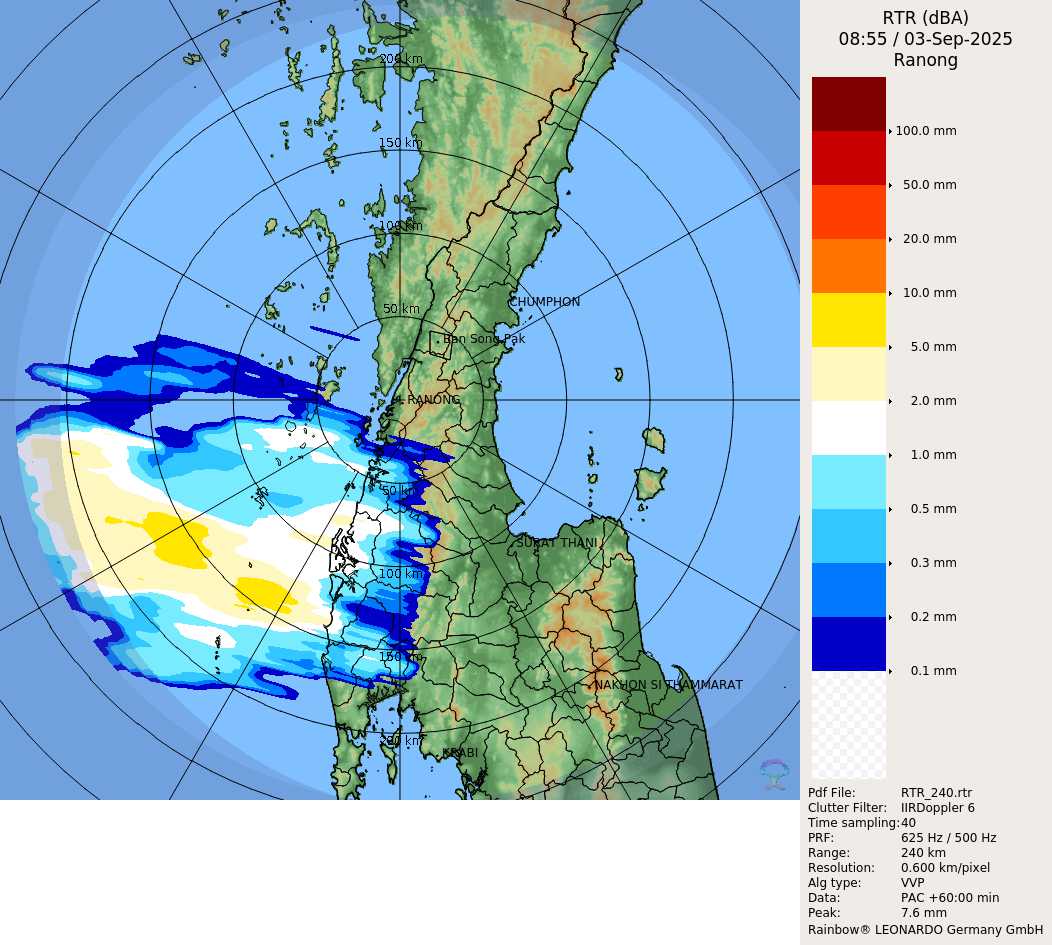 RTR (dBA)
08:55 / 03-Sep-2025
Ranong
200 km
150 km
100 km
50 km
CHUMPHON
Ban Song Pak
RANONG
50 km
SURAT THANI
100 km
150 km
NAKHON SI THAMMARAT
200 km
KRABI
100.0 mm
50.0 mm
20.0 mm
10.0 mm
5.0 mm
2.0 mm
1.0 mm
0.5 mm
0.3 mm
0.2 mm
0.1 mm
Pdf File: RTR_240.rtr
Clutter Filter: IIRDoppler 6
Time sampling:40
PRF: 625 Hz / 500 Hz
Range: 240 km
Resolution: 0.600 km/pixel
Alg type: VVP
Data: PAC +60:00 min
Peak: 7.6 mm
Rainbow® LEONARDO Germany GmbH